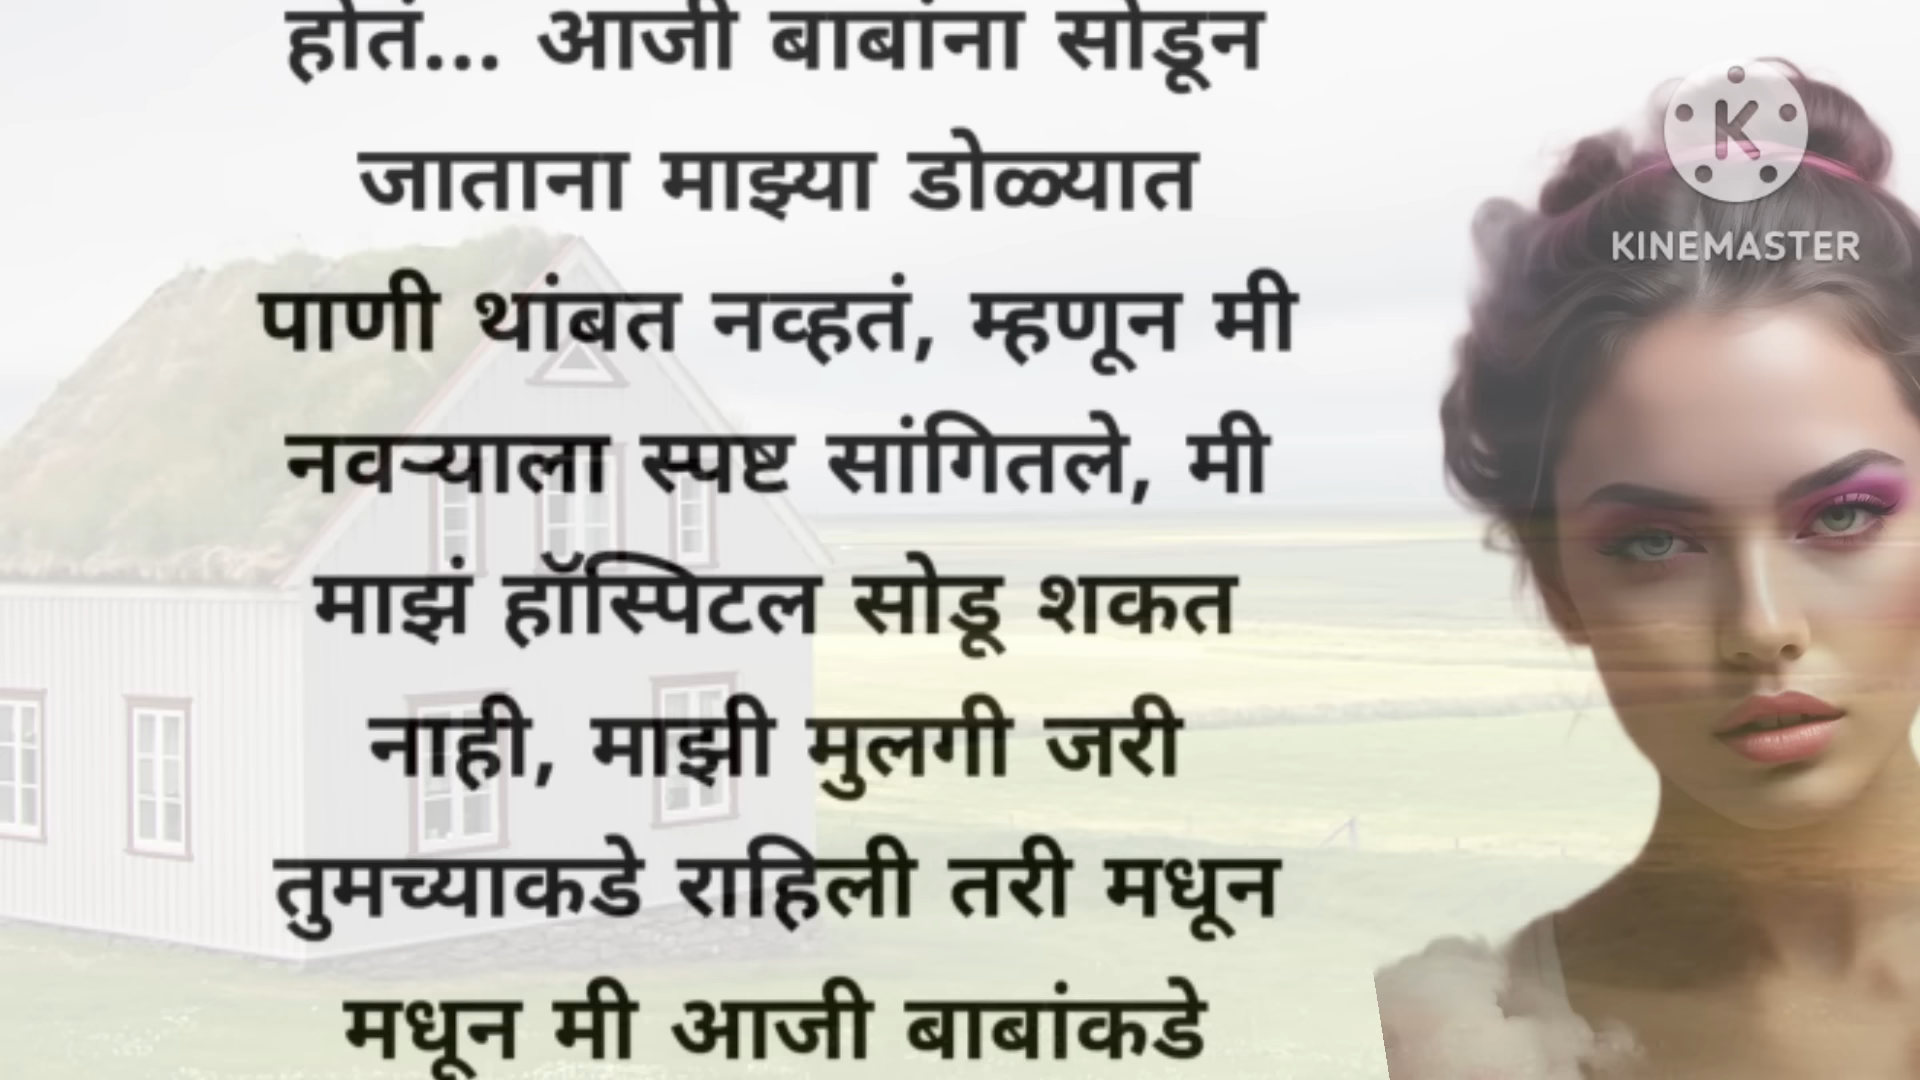 होतं... आजी बाबांना सोडून
जाताना माझ्या डोळ्यात
पाणी थांबत नव्हतं, म्हणून मी
नवऱ्याला स्पष्ट सांगितले, मी
माझं हॉस्पिटल सोडू शकत
नाही, माझी मुलगी जरी
तुमच्याकडे राहिली तरी मधून
मधून मी आजी बाबांकडे
K
KINEMASTER